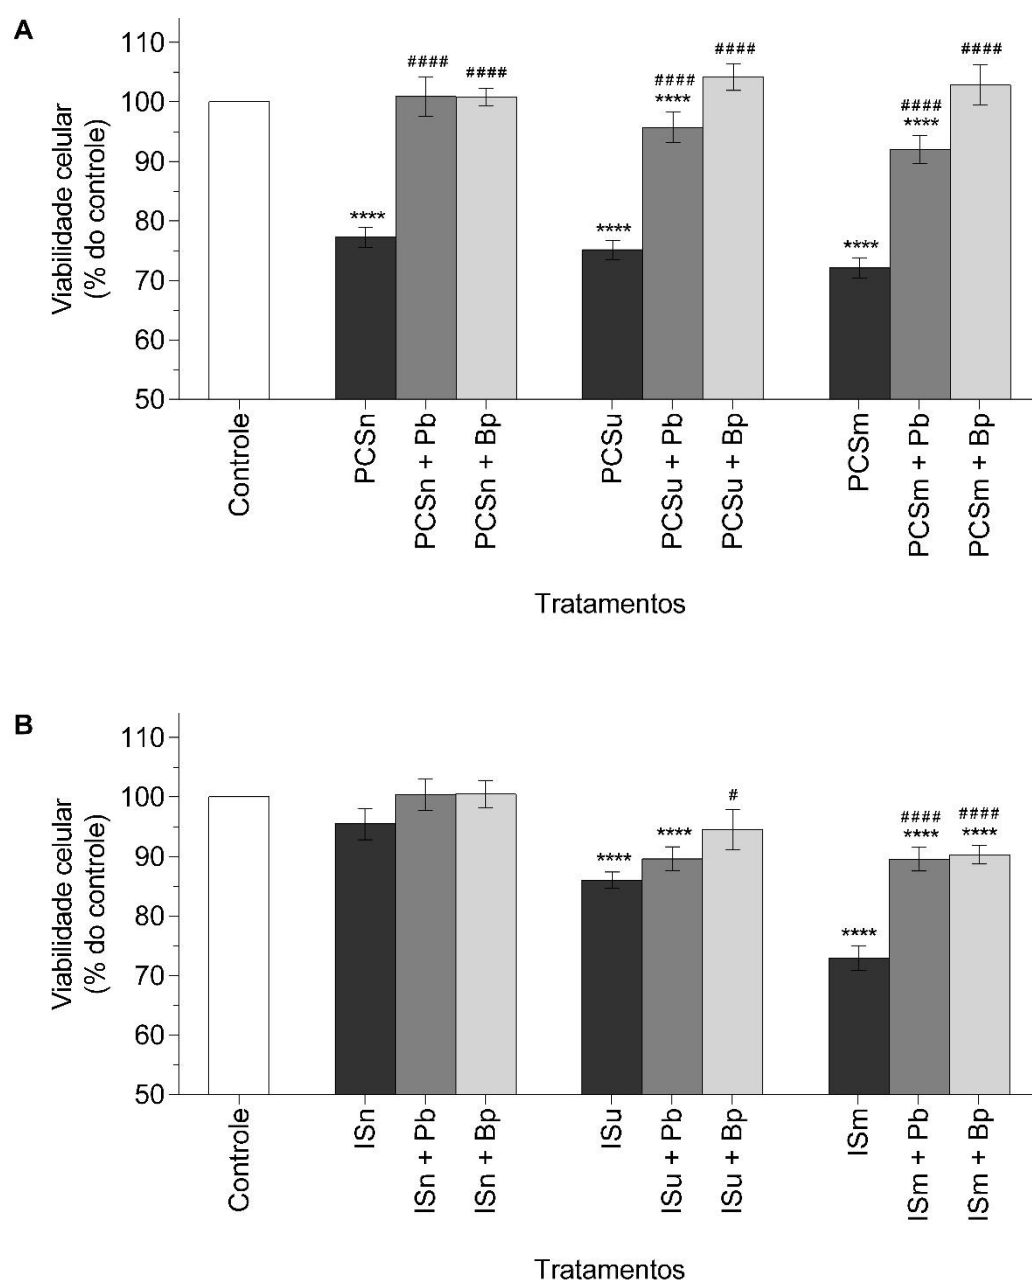 A
Viabilidade celular
(% do controle)
110
100
90
80
70
60
50
****
####
####
****
####
****
####
****
####
****
####
Controle
PCSn
PCSn + Pb
PCSn + Bp
PCSu
PCSu + Pb
PCSu + Bp
PCSm
PCSm + Pb
PCSm + Bp
Tratamentos
B
Viabilidade celular
(% do controle)
110
100
90
80
70
60
50
****
****
#
****
####
****
####
****
Controle
ISn
ISn + Pb
ISn + Bp
ISu
ISu + Pb
ISu + Bp
ISm
ISm + Pb
ISm + Bp
Tratamentos